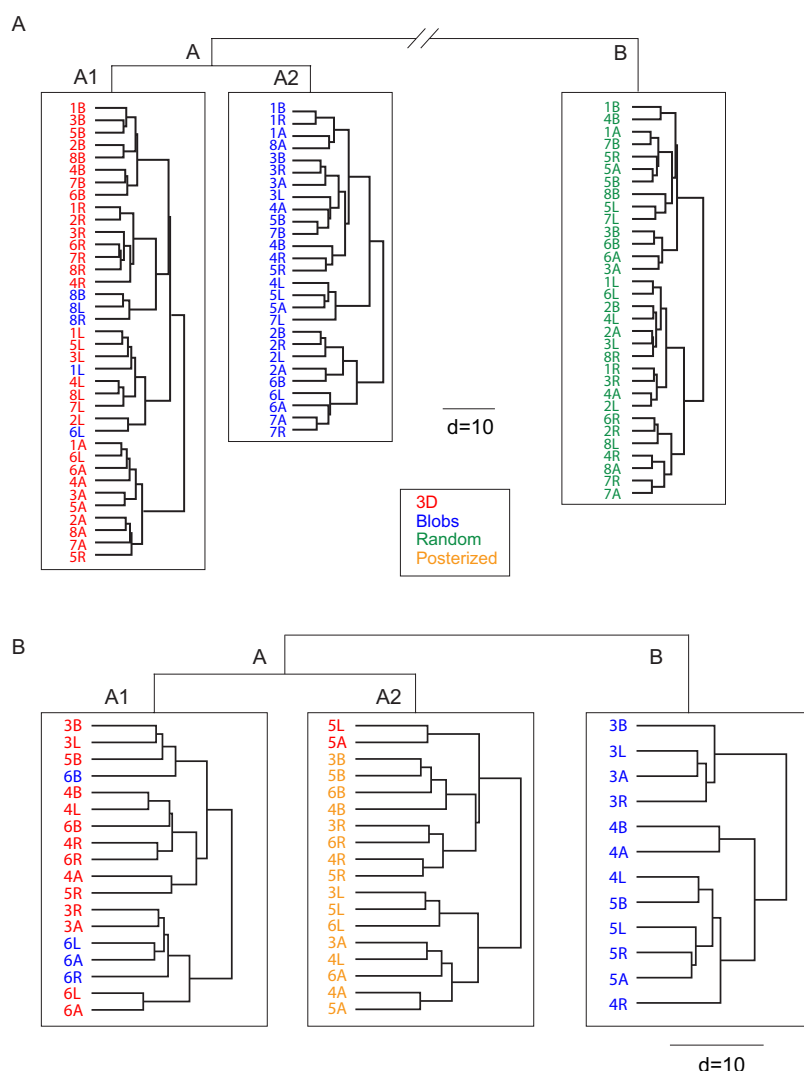 A
A
B
A1
A2
1B
3B
5B
2B
8B
4B
7B
6B
1R
2R
3R
6R
7R
8R
4R
8B
8L
8R
1L
5L
3L
1L
4L
8L
7L
2L
6L
1A
6L
6A
4A
3A
5A
2A
8A
7A
5R
1B
1R
1A
8A
3B
3R
3A
3L
4A
5B
7B
4B
4R
5R
4L
5L
5A
7L
2B
2R
2L
2A
6B
6L
6A
7A
7R
1B
4B
1A
7B
5R
5A
5B
8B
5L
7L
3B
6B
6A
3A
1L
6L
2B
4L
2A
3L
8R
1R
3R
4A
2L
6R
2R
8L
4R
8A
7R
7A
d=10
3D
Blobs
Random
Posterized
B
A
B
A1
A2
3B
3L
5B
6B
4B
4L
6B
4R
6R
4A
5R
3R
3A
6L
6A
6R
6L
6A
5L
5A
3B
5B
6B
4B
3R
6R
4R
5R
3L
5L
6L
3A
4L
6A
4A
5A
3B
3L
3A
3R
4B
4A
4L
5B
5L
5R
5A
4R
d=10